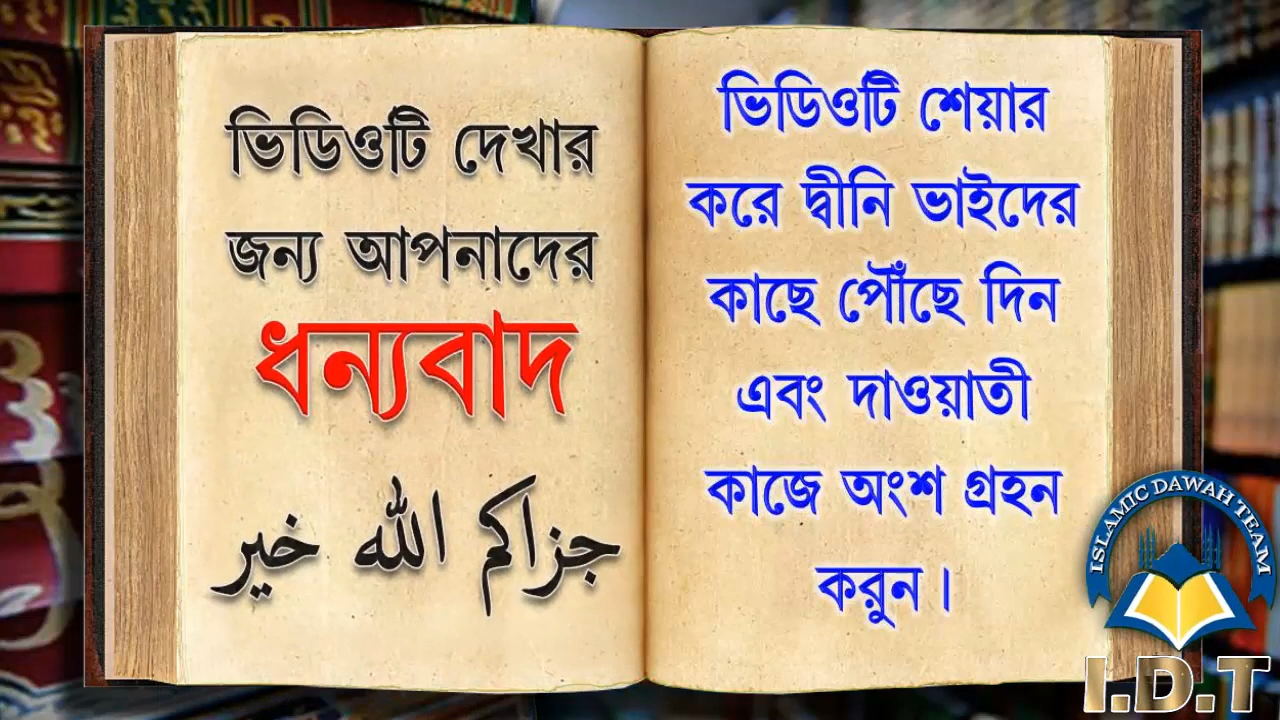 ভিডিওটি দেখার
জন্য আপনাদের
ধন্যবাদ
جزاكم الله خير
ভিডিওটি শেয়ার
করে দ্বীনি ভাইদের
কাছে পৌঁছে দিন
এবং দাওয়াতী
কাজে অংশ গ্রহন
করুন।
ISLAMIC DAWAH TEAM
I.D.T